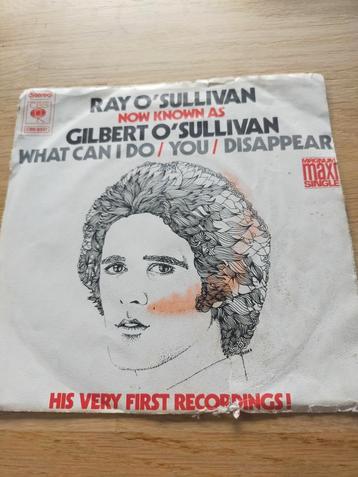 Stereo
CBS
RAY O'SULLIVAN
NOW KNOWN AS
GILBERT O'SULLIVAN
WHAT CAN I DO / YOU / DISAPPEAR
MAGNUM
maxi
SINGLE
HIS VERY FIRST RECORDINGS!